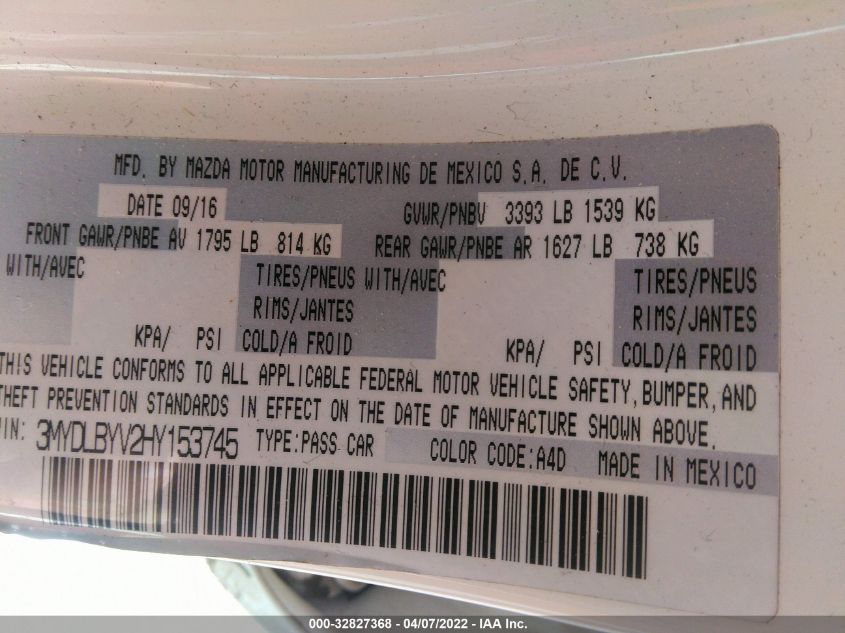 MFD. BY MAZDA MOTOR MANUFACTURING DE MEXICO S.A. DE C.V.
DATE 09/16 GVWR/PNBV 3393 LB 1539 KG
FRONT GAWR/PNBE AV 1795 LB 814 KG REAR GAWR/PNBE AR 1627 LB 738 KG
WITH/AVEC TIRES/PNEUS WITH/AVEC TIRES/PNEUS
RIMS/JANTES RIMS/JANTES
KPA/ PSI COLD/A FROID KPA/ PSI COLD/A FROID
THIS VEHICLE CONFORMS TO ALL APPLICABLE FEDERAL MOTOR VEHICLE SAFETY, BUMPER, AND
THEFT PREVENTION STANDARDS IN EFFECT ON THE DATE OF MANUFACTURE SHOWN ABOVE.
VIN: 3MYDLBYV2HY153745 TYPE:PASS CAR COLOR CODE:A4D MADE IN MEXICO
000-32827368 - 04/07/2022 - IAA Inc.